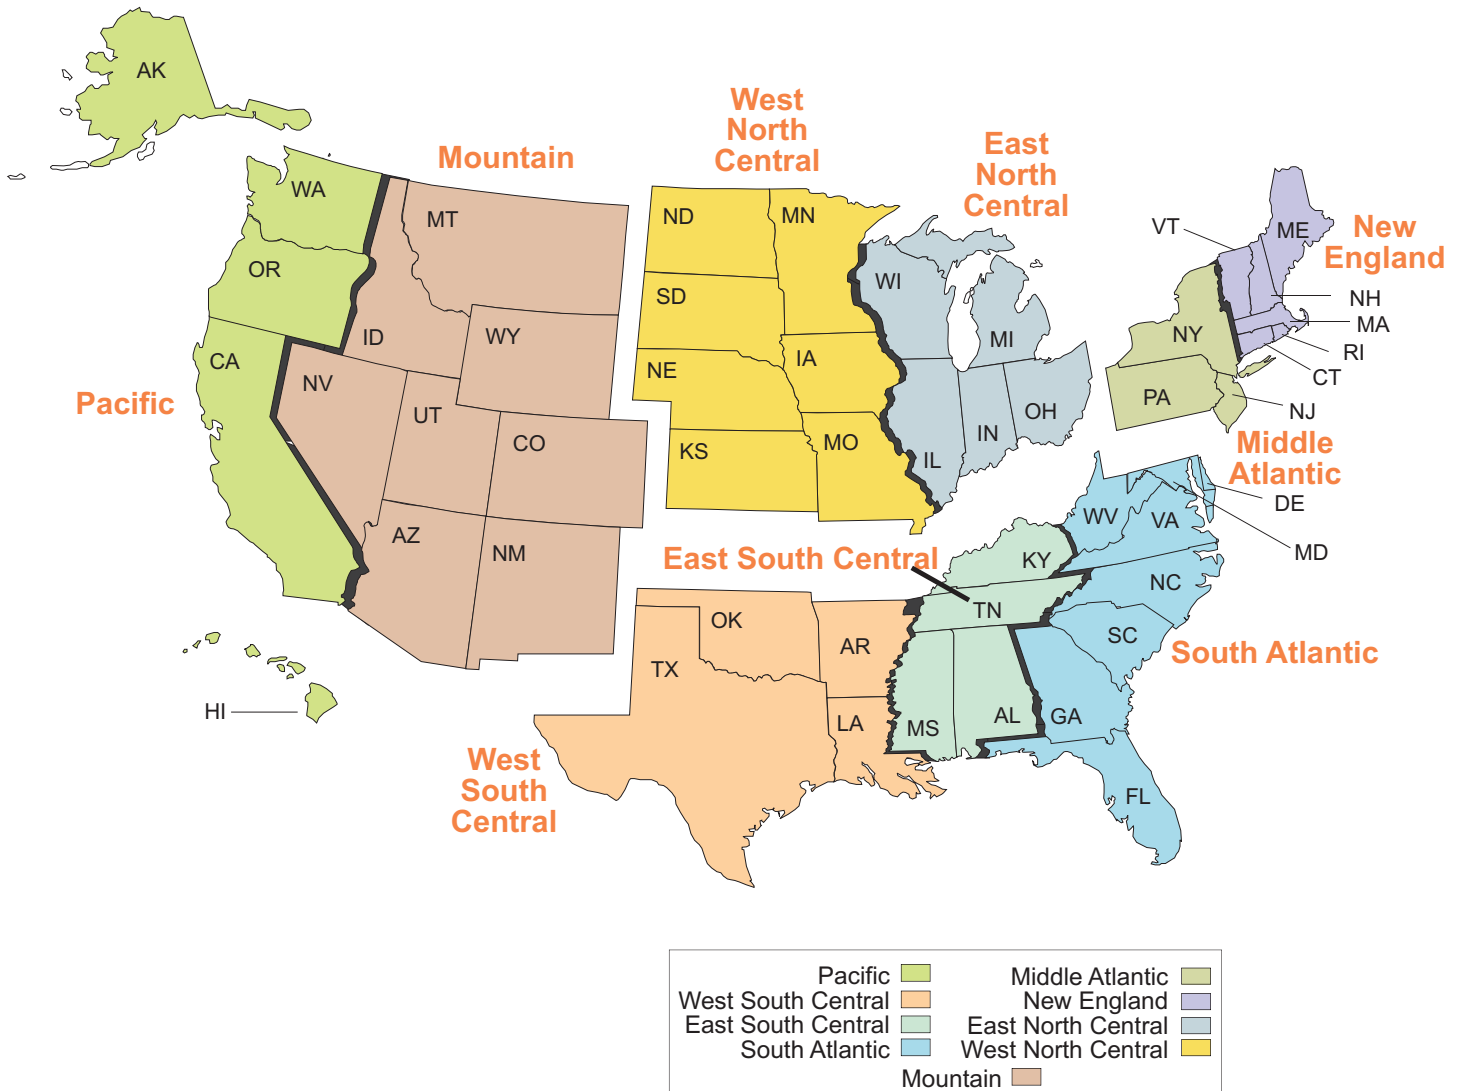 AK
West
North
Central
East
North
Central
Mountain
WA
MT
ND
MN
VT
ME
New
England
OR
WI
SD
NH
MA
ID
WY
MI
NY
RI
CA
IA
NE
CT
NV
UT
PA
NJ
Pacific
OH
CO
IN
Middle
Atlantic
KS
MO
IL
DE
AZ
NM
WV
VA
MD
East South Central
KY
NC
TN
OK
SC
AR
South Atlantic
TX
HI
LA
MS
AL
GA
West
South
Central
FL
Pacific
Middle Atlantic
West South Central
New England
East South Central
East North Central
South Atlantic
West North Central
Mountain